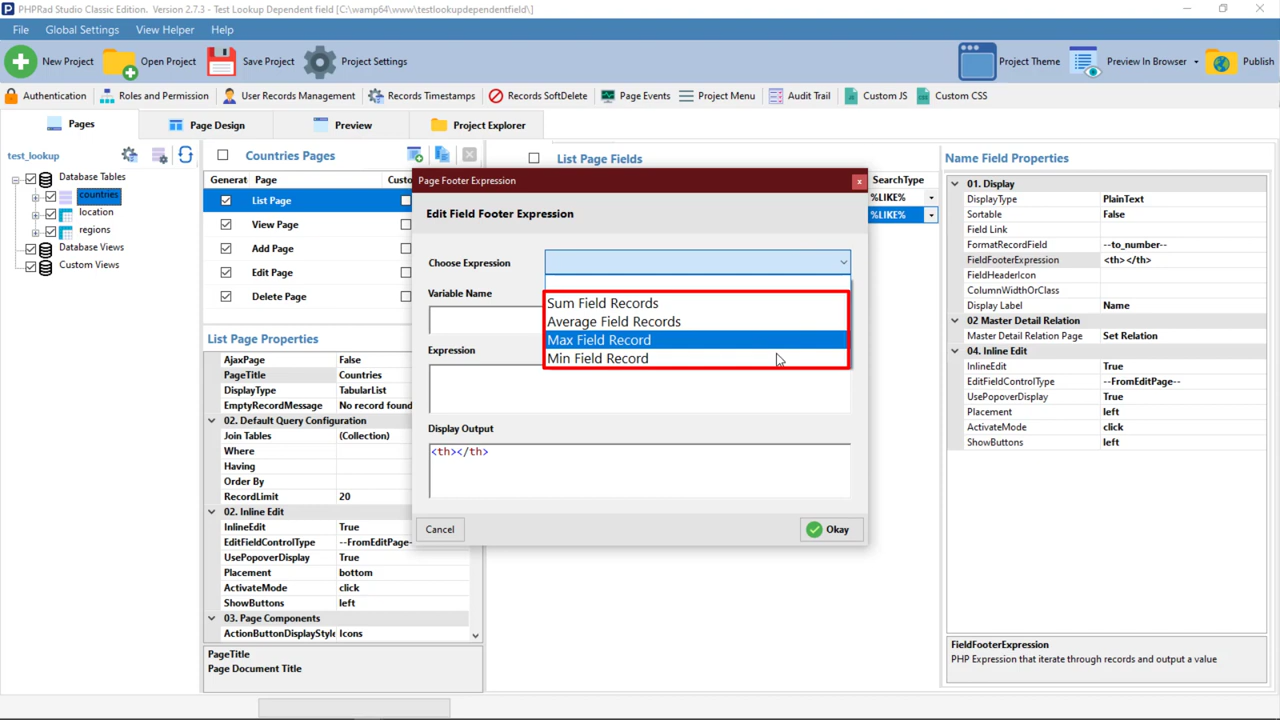 PHPRad Studio Classic Edition. Version 2.7.3 - Test Lookup Dependent field [C:\wamp64\www\testlookupdependentfield\]
File Global Settings View Helper Help
New Project Open Project Save Project Project Settings Project Theme Preview In Browser Publish
Authentication Roles and Permission User Records Management Records Timestamps Records SoftDelete Page Events Project Menu Audit Trail Custom JS Custom CSS
Pages Page Design Preview Project Explorer
test_lookup
Database Tables
countries
location
regions
Database Views
Custom Views
Countries Pages
Generat Page Custo
List Page
View Page
Add Page
Edit Page
Delete Page
List Page Properties
AjaxPage False
PageTitle Countries
DisplayType TabularList
EmptyRecordMessage No record found
02. Default Query Configuration
Join Tables (Collection)
Where
Having
Order By
RecordLimit 20
02. Inline Edit
InlineEdit True
EditFieldControlType --FromEditPage-
UsePopoverDisplay True
Placement bottom
ActivateMode click
ShowButtons left
03. Page Components
ActionButtonDisplayStyle Icons
PageTitle
Page Document Title
List Page Fields
SearchType
%LIKE%
%LIKE%
Page Footer Expression
x
Edit Field Footer Expression
Choose Expression
Sum Field Records
Average Field Records
Max Field Record
Min Field Record
Variable Name
Expression
Display Output
<th></th>
Cancel Okay
Name Field Properties
01. Display
DisplayType PlainText
Sortable False
Field Link
FormatRecordField --to_number--
FieldFooterExpression <th></th>
FieldHeaderIcon
ColumnWidthOrClass
Display Label Name
02 Master Detail Relation
Master Detail Relation Page Set Relation
04. Inline Edit
InlineEdit True
EditFieldControlType --FromEditPage--
UsePopoverDisplay True
Placement left
ActivateMode click
ShowButtons left
FieldFooterExpression
PHP Expression that iterate through records and output a value